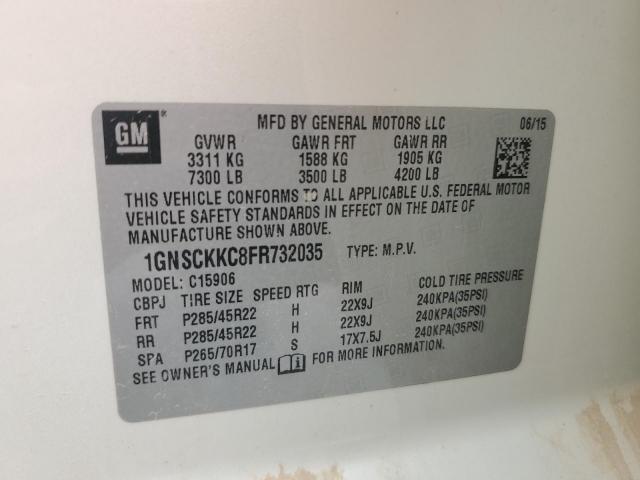 GM ®
MFD BY GENERAL MOTORS LLC 06/15
GVWR GAWR FRT GAWR RR
3311 KG 1588 KG 1905 KG
7300 LB 3500 LB 4200 LB
THIS VEHICLE CONFORMS TO ALL APPLICABLE U.S. FEDERAL MOTOR
VEHICLE SAFETY STANDARDS IN EFFECT ON THE DATE OF
MANUFACTURE SHOWN ABOVE.
1GNSCKKC8FR732035 TYPE: M.P.V.
MODEL: C15906
CBPJ TIRE SIZE SPEED RTG RIM COLD TIRE PRESSURE
FRT P285/45R22 H 22X9J 240KPA(35PSI)
RR P285/45R22 H 22X9J 240KPA(35PSI)
SPA P265/70R17 S 17X7.5J 240KPA(35PSI)
SEE OWNER'S MANUAL FOR MORE INFORMATION.